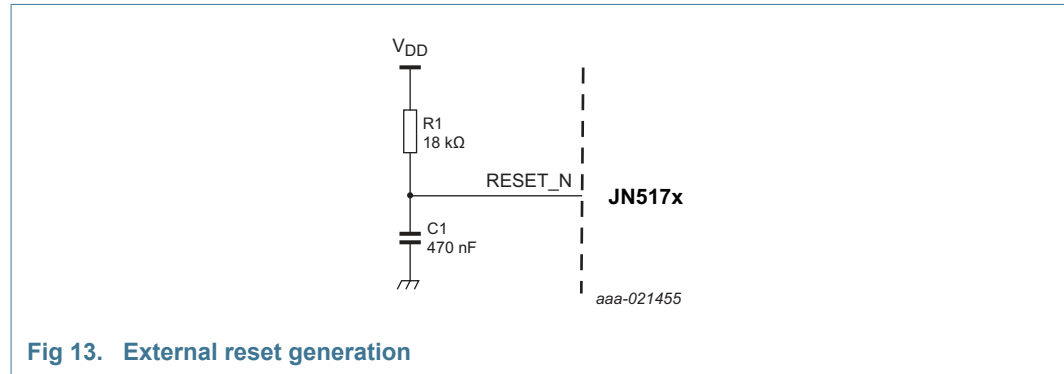 VDD
R1
18 kΩ
RESET_N
JN517x
C1
470 nF
aaa-021455
Fig 13. External reset generation